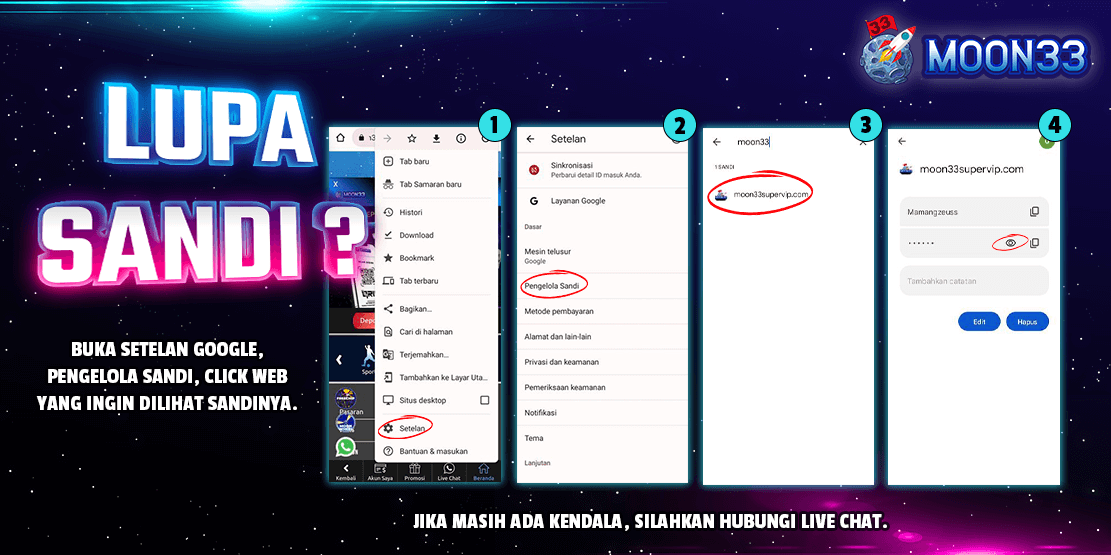 33
MOON33
LUPA
SANDI?
BUKA SETELAN GOOGLE,
PENGELOLA SANDI, CLICK WEB
YANG INGIN DILIHAT SANDINYA.
1
Tab baru
Tab Samaran baru
Histori
Download
Bookmark
Tab terbaru
Bagikan...
Cari di halaman
Terjemahkan...
Tambahkan ke Layar Uta...
Situs desktop
Setelan
Bantuan & masukan
X
MOON33
Pasaran
Kembali
Akun Saya
Promosi
Live Chat
Beranda
2
Setelan
Sinkronisasi
Perbarui detail ID masuk Anda.
G
Layanan Google
Dasar
Mesin telusur
Google
Pengelola Sandi
Metode pembayaran
Alamat dan lain-lain
Privasi dan keamanan
Pemeriksaan keamanan
Notifikasi
Tema
Lanjutan
3
moon33
1 SANDI
moon33supervip.com
4
moon33supervip.com
Mamangzeuss
••••••
Tambahkan catatan
Edit
Hapus
JIKA MASIH ADA KENDALA, SILAHKAN HUBUNGI LIVE CHAT.